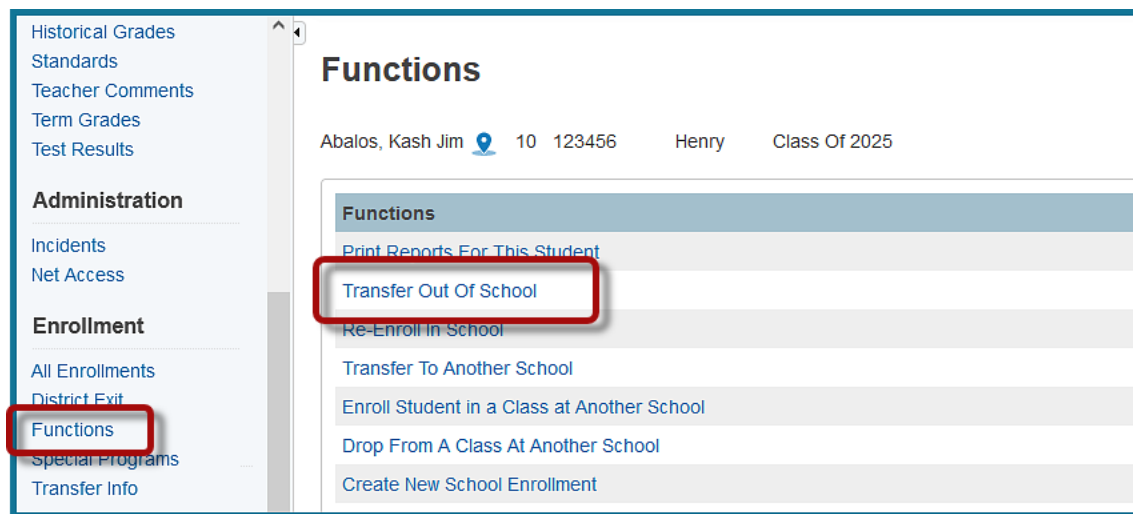 Historical Grades
Standards
Teacher Comments
Term Grades
Test Results
Administration
Incidents
Net Access
Enrollment
All Enrollments
District Exit
Functions
Special Programs
Transfer Info
Functions
Abalos, Kash Jim 10 123456 Henry Class Of 2025
Functions
Print Reports For This Student
Transfer Out Of School
Re-Enroll In School
Transfer To Another School
Enroll Student in a Class at Another School
Drop From A Class At Another School
Create New School Enrollment